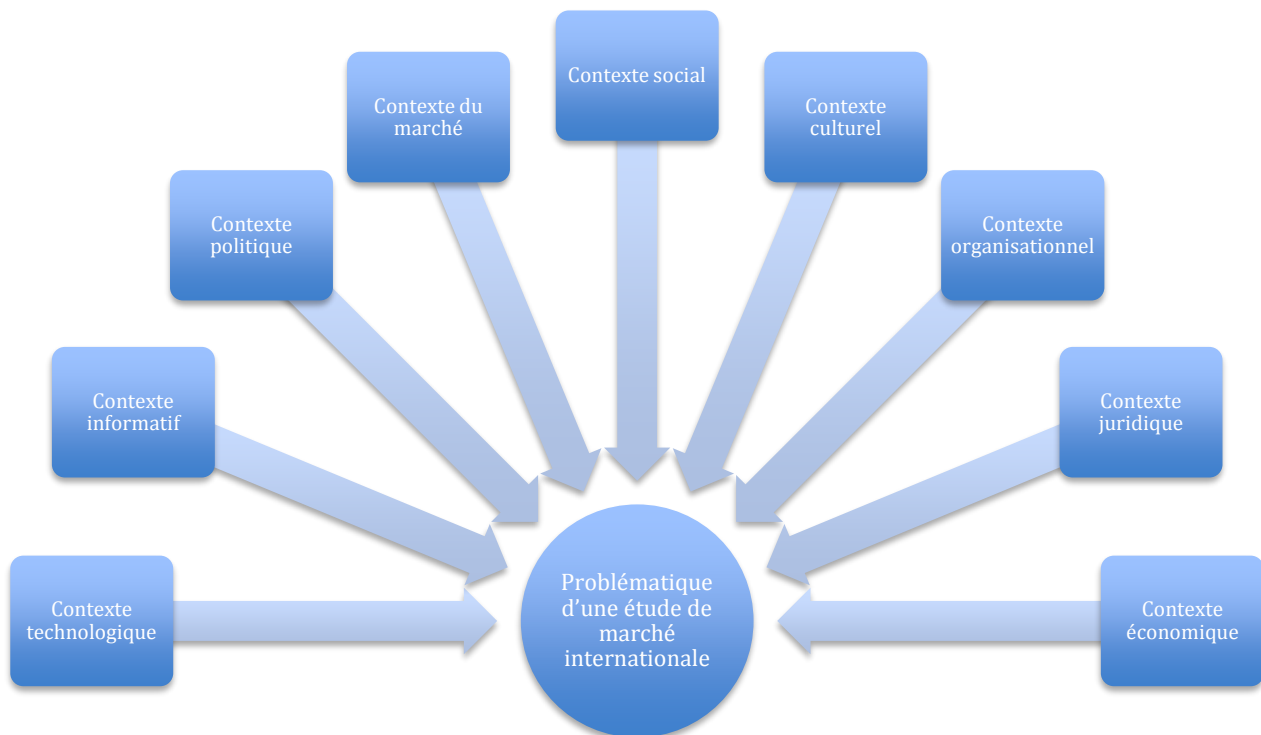 Contexte social
Contexte du
marché
Contexte
culturel
Contexte
politique
Contexte
organisationnel
Contexte
informatif
Contexte
juridique
Contexte
technologique
Problématique
d’une étude de
marché
internationale
Contexte
économique